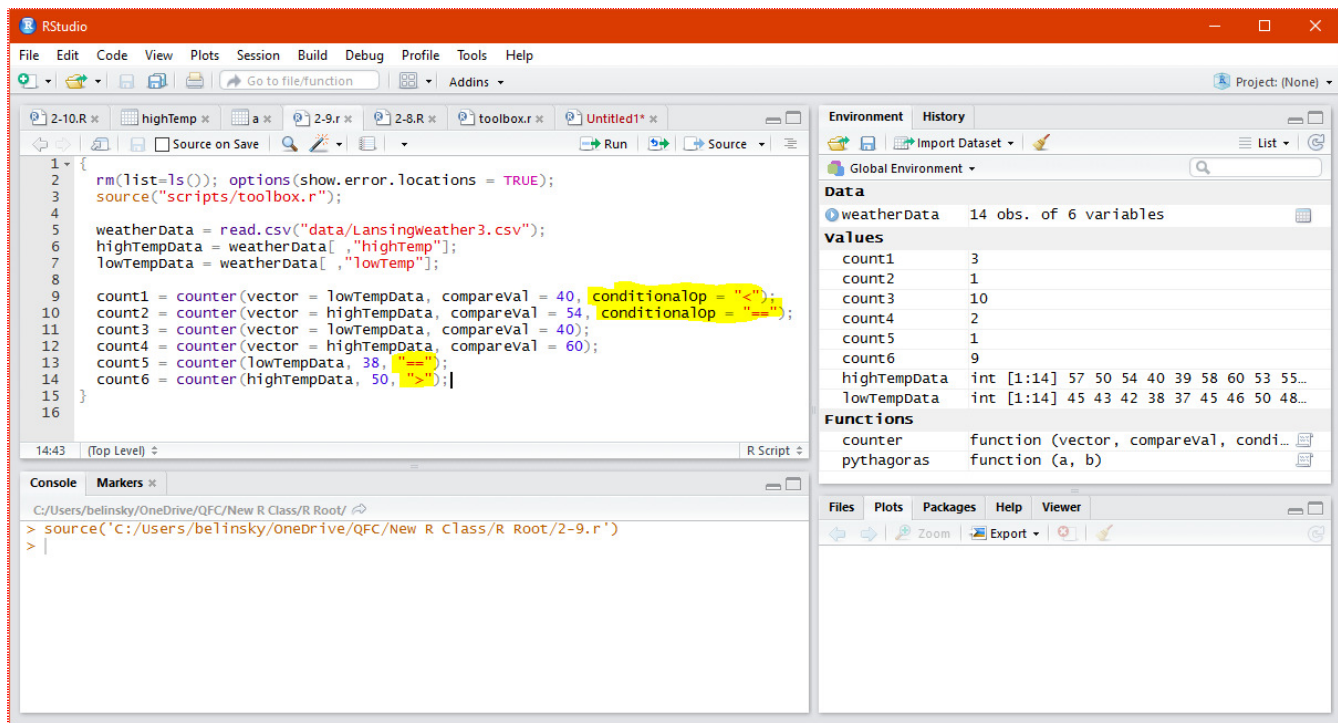 RStudio
File Edit Code View Plots Session Build Debug Profile Tools Help
Go to file/function Addins Project: (None)
2-10.R highTemp a 2-9.r 2-8.R toolbox.r Untitled1*
Source on Save Run Source
1 {
2 rm(list=ls()); options(show.error.locations = TRUE);
3 source("scripts/toolbox.r");
4
5 weatherData = read.csv("data/LansingWeather3.csv");
6 highTempData = weatherData[ ,"highTemp"];
7 lowTempData = weatherData[ ,"lowTemp"];
8
9 count1 = counter(vector = lowTempData, compareVal = 40, conditionalOp = "<");
10 count2 = counter(vector = highTempData, compareVal = 54, conditionalOp = "==");
11 count3 = counter(vector = lowTempData, compareVal = 40);
12 count4 = counter(vector = highTempData, compareVal = 60);
13 count5 = counter(lowTempData, 38, "==");
14 count6 = counter(highTempData, 50, ">");
15 }
16
14:43 (Top Level) R Script
Console Markers
C:/Users/belinsky/OneDrive/QFC/New R Class/R Root/
> source('C:/Users/belinsky/OneDrive/QFC/New R Class/R Root/2-9.r')
>
Environment History
Import Dataset List
Global Environment
Data
weatherData 14 obs. of 6 variables
Values
count1 3
count2 1
count3 10
count4 2
count5 1
count6 9
highTempData int [1:14] 57 50 54 40 39 58 60 53 55...
lowTempData int [1:14] 45 43 42 38 37 45 46 50 48...
Functions
counter function (vector, compareVal, condi...
pythagoras function (a, b)
Files Plots Packages Help Viewer
Zoom Export